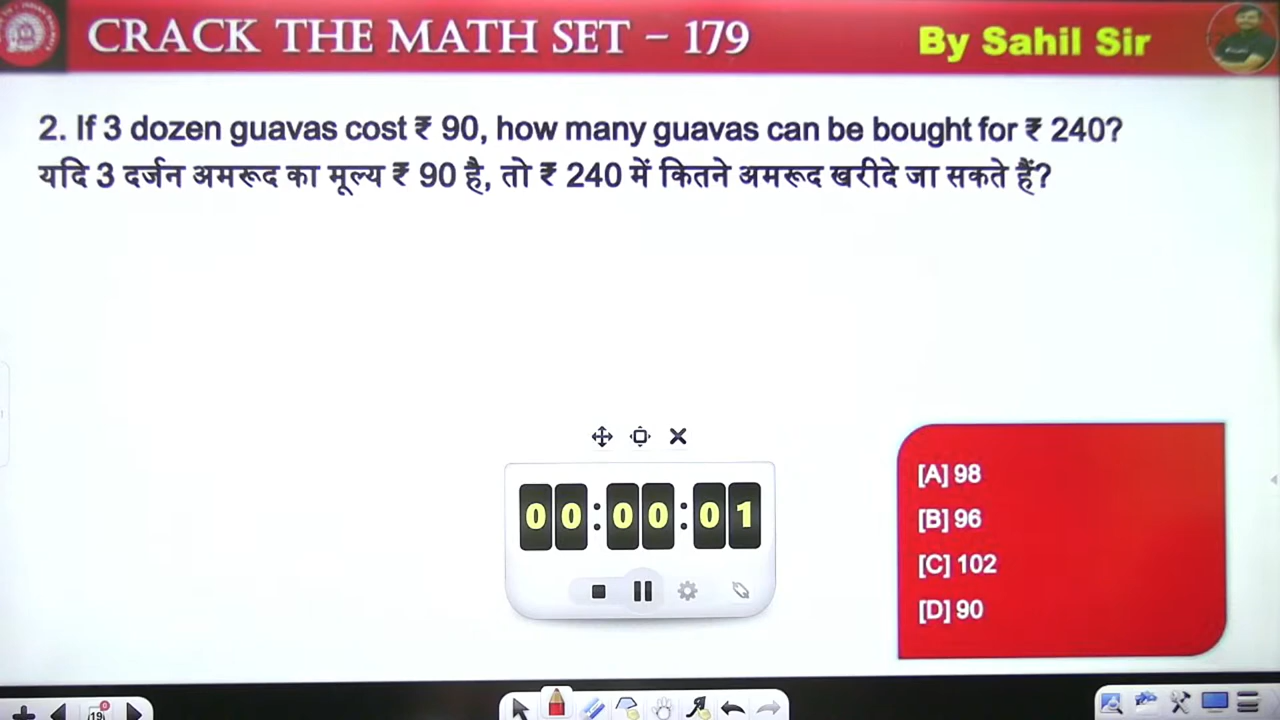 CRACK THE MATH SET – 179
By Sahil Sir
2. If 3 dozen guavas cost ₹ 90, how many guavas can be bought for ₹ 240?
यदि 3 दर्जन अमरूद का मूल्य ₹ 90 है, तो ₹ 240 में कितने अमरूद खरीदे जा सकते हैं?
00:00:01
[A] 98
[B] 96
[C] 102
[D] 90
19